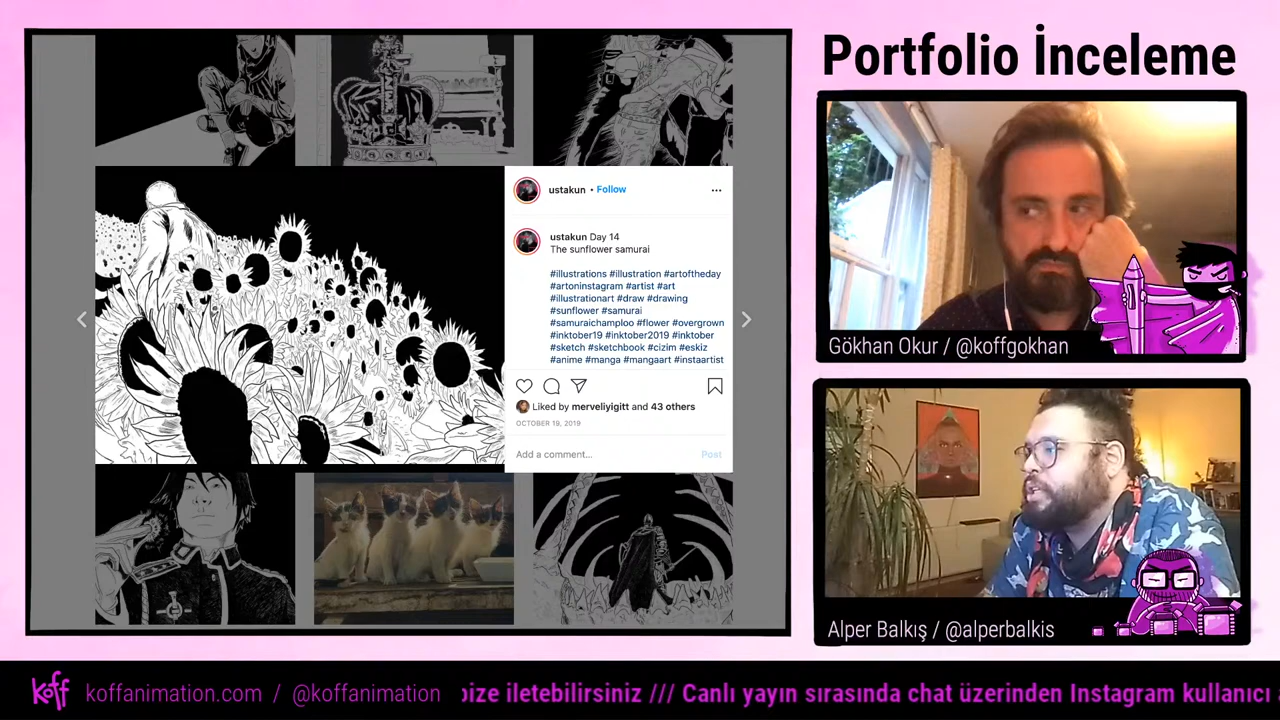 Portfolio İnceleme
ustakun • Follow
ustakun Day 14
The sunflower samurai
#illustrations #illustration #artoftheday
#artoninstagram #artist #art
#illustrationart #draw #drawing
#sunflower #samurai
#samuraichamploo #flower #overgrown
#inktober19 #inktober2019 #inktober
#sketch #sketchbook #cizim #eskiz
#anime #manga #mangaart #instaartist
Liked by merveliyigitt and 43 others
OCTOBER 19, 2019
Add a comment... Post
Gökhan Okur / @koffgokhan
Alper Balkış / @alperbalkis
koff koffanimation.com / @koffanimation bize iletebilirsiniz /// Canlı yayın sırasında chat üzerinden Instagram kullanıcı